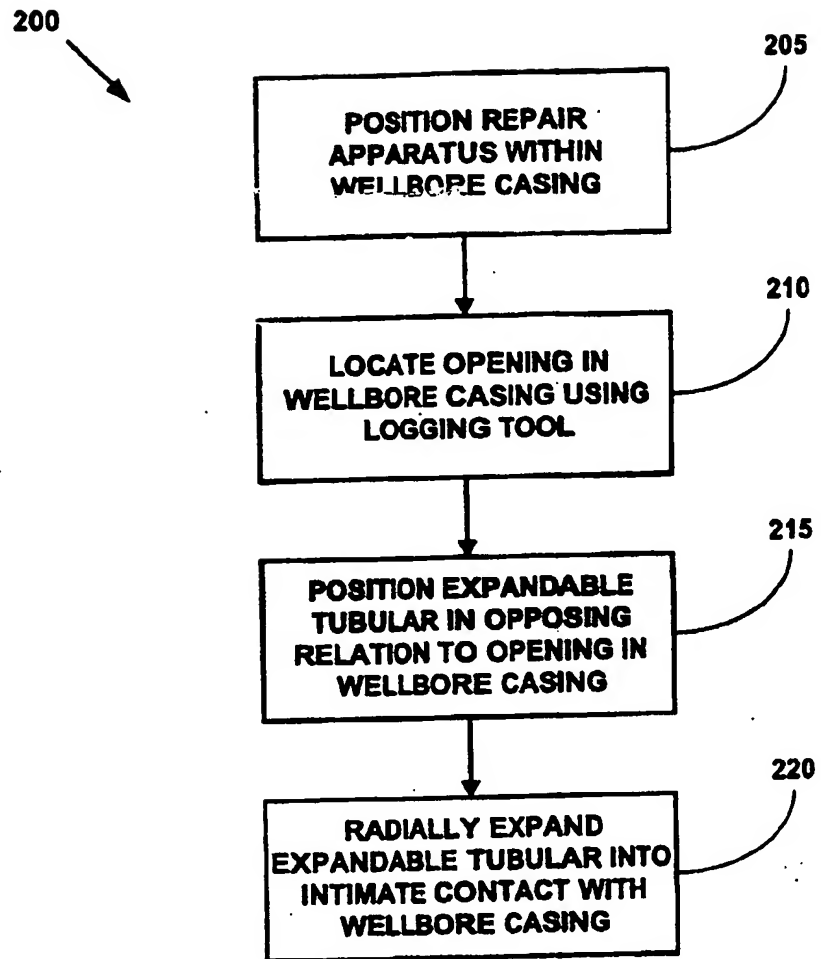 200
205
POSITION REPAIR
APPARATUS WITHIN
WELLBORE CASING
210
LOCATE OPENING IN
WELLBORE CASING USING
LOGGING TOOL
215
POSITION EXPANDABLE
TUBULAR IN OPPOSING
RELATION TO OPENING IN
WELLBORE CASING
220
RADIALLY EXPAND
EXPANDABLE TUBULAR INTO
INTIMATE CONTACT WITH
WELLBORE CASING